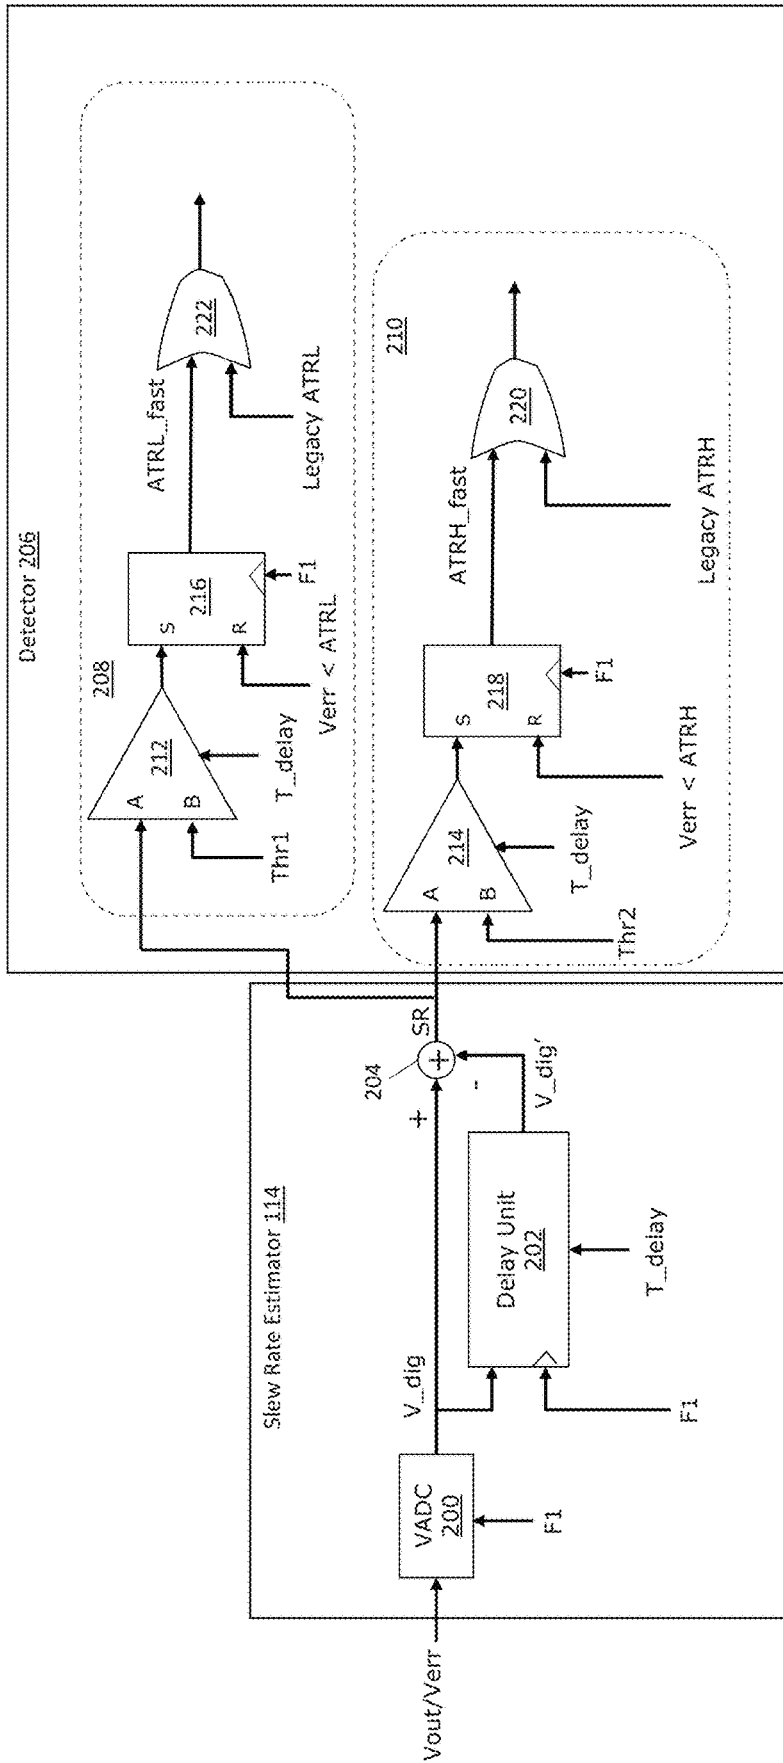 Detector 206
208
A
B
212
Thr1
T_delay
S
R
216
F1
Verr < ATRL
ATRL_fast
Legacy ATRL
222
210
A
B
214
Thr2
T_delay
S
R
218
F1
Verr < ATRH
ATRH_fast
Legacy ATRH
220
Slew Rate Estimator 114
Vout/Verr
VADC
200
F1
V_dig
F1
Delay Unit
202
T_delay
V_dig'
+
-
204
+
SR